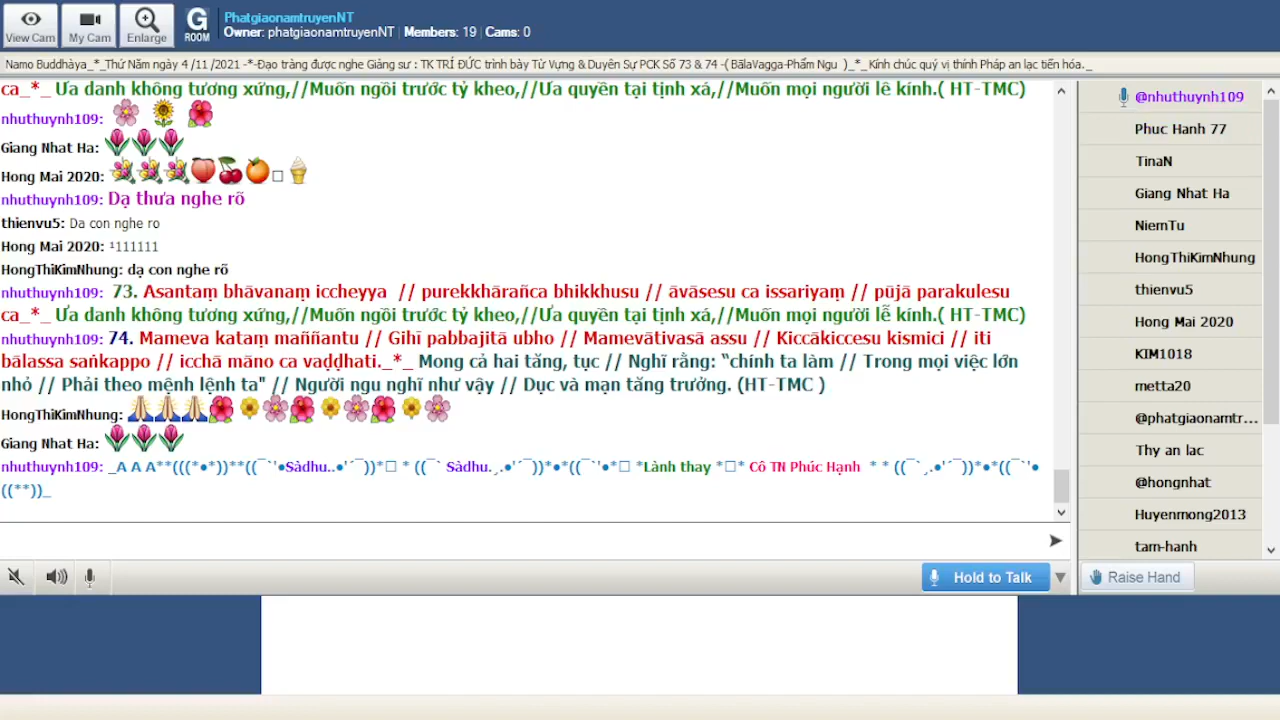 View Cam
My Cam
Enlarge
G ROOM
PhatgiaonamtruyenNT
Owner: phatgiaonamtruyenNT | Members: 19 | Cams: 0
Namo Buddhàya_*_Thứ Năm ngày 4 /11 /2021 -*-Đạo tràng được nghe Giảng sư : TK TRÍ ĐỨC trình bày Từ Vựng & Duyên Sự PCK Số 73 & 74 -( BãlaVagga-Phẩm Ngu )_*_Kính chúc quý vị thính Pháp an lạc tiến hóa._
ca_*_ Ưa danh không tương xứng,//Muốn ngồi trước tỷ kheo,//Ưa quyền tại tịnh xá,//Muốn mọi người lễ kính.( HT-TMC)
nhuthuynh109: 🌸 🌻 🌺
Giang Nhat Ha: 🌷🌷🌷
Hong Mai 2020: 💐💐💐🍑🍒🍊□🍦
nhuthuynh109: Dạ thưa nghe rõ
thienvu5: Da con nghe ro
Hong Mai 2020: ¹111111
HongThiKimNhung: dạ con nghe rõ
nhuthuynh109: 73. Asantaṃ bhāvanaṃ iccheyya // purekkhārañca bhikkhusu // āvāsesu ca issariyaṃ // pūjā parakulesu
ca_*_ Ưa danh không tương xứng,//Muốn ngồi trước tỷ kheo,//Ưa quyền tại tịnh xá,//Muốn mọi người lễ kính.( HT-TMC)
nhuthuynh109: 74. Mameva kataṃ maññantu // Gihī pabbajitā ubho // Mamevātivasā assu // Kiccākiccesu kismici // iti
bālassa saṅkappo // icchā māno ca vaḍḍhati._*_ Mong cả hai tăng, tục // Nghĩ rằng: “chính ta làm // Trong mọi việc lớn
nhỏ // Phải theo mệnh lệnh ta" // Người ngu nghĩ như vậy // Dục và mạn tăng trưởng. (HT-TMC )
HongThiKimNhung: 🙏🙏🙏🌺🌼🌸🌺🌼🌸🌺🌼🌸
Giang Nhat Ha: 🌷🌷🌷
nhuthuynh109: _A A A**(((*•*))**((¯`'•Sàdhu..•'´¯))*□ * ((¯` Sàdhu.¸.•'´¯))*•*((¯`'•*□ *Lành thay *□* Cô TN Phúc Hạnh * * ((¯`¸.•'´¯))*•*((¯`'•
((**))_
Hold to Talk
@nhuthuynh109
Phuc Hanh 77
TinaN
Giang Nhat Ha
NiemTu
HongThiKimNhung
thienvu5
Hong Mai 2020
KIM1018
metta20
@phatgiaonamtr...
Thy an lac
@hongnhat
Huyenmong2013
tam-hanh
Raise Hand